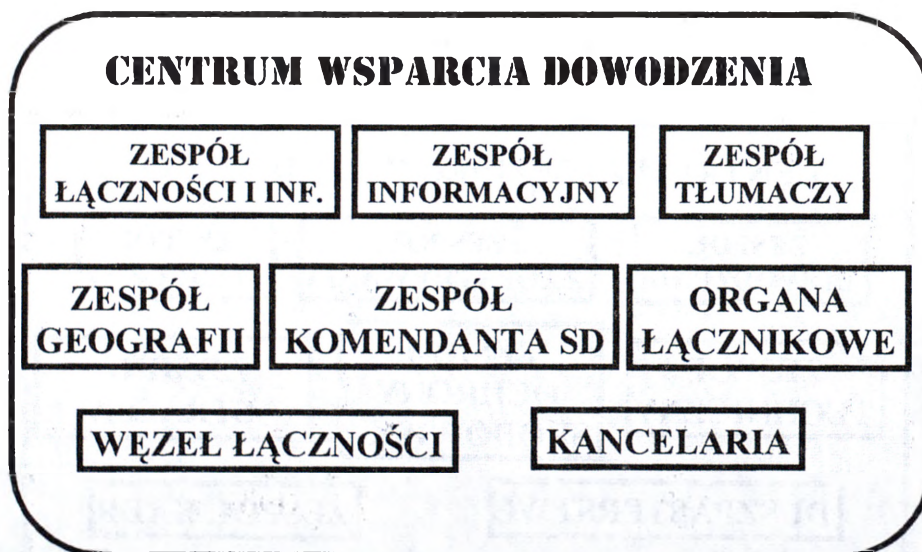 CENTRUM WSPARCIA DOWODZENIA
ZESPÓŁ
ŁĄCZNOŚCI I INF.
ZESPÓŁ
INFORMACYJNY
ZESPÓŁ
TŁUMACZY
ZESPÓŁ
GEOGRAFII
ZESPÓŁ
KOMENDANTA SD
ORGANA
ŁĄCZNIKOWE
WĘZEŁ ŁĄCZNOŚCI
KANCELARIA